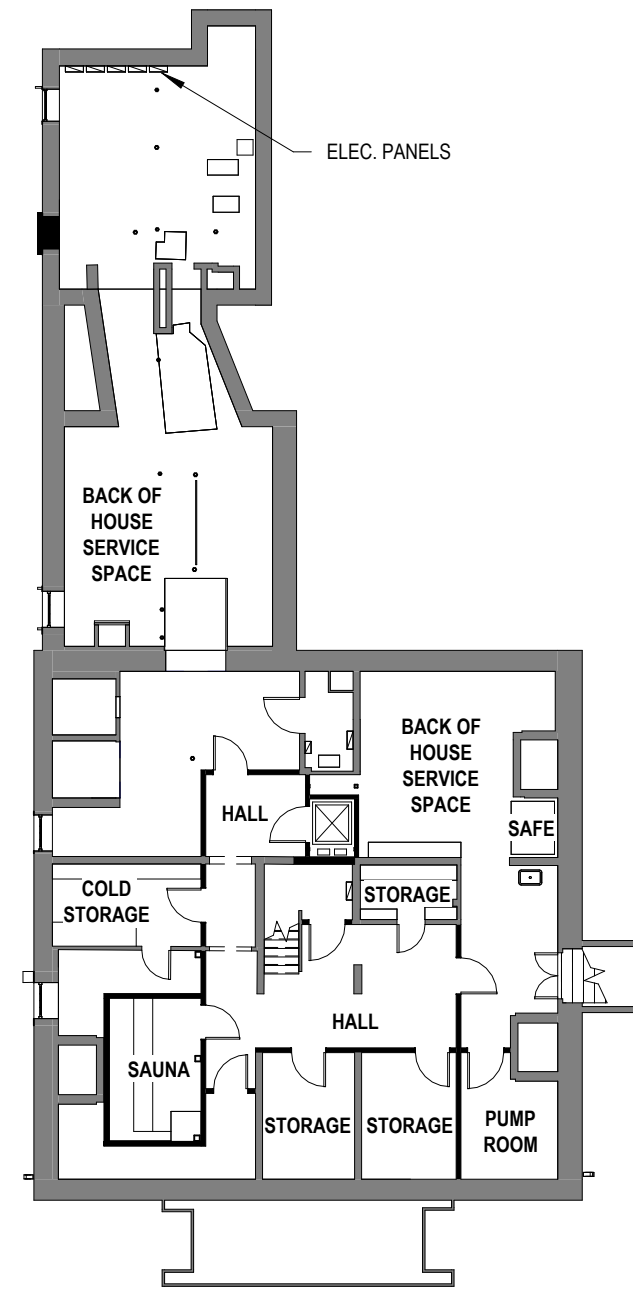 ELEC. PANELS
BACK OF
HOUSE
SERVICE
SPACE
BACK OF
HOUSE
SERVICE
SPACE
HALL
SAFE
COLD
STORAGE
STORAGE
HALL
SAUNA
STORAGE
STORAGE
PUMP
ROOM